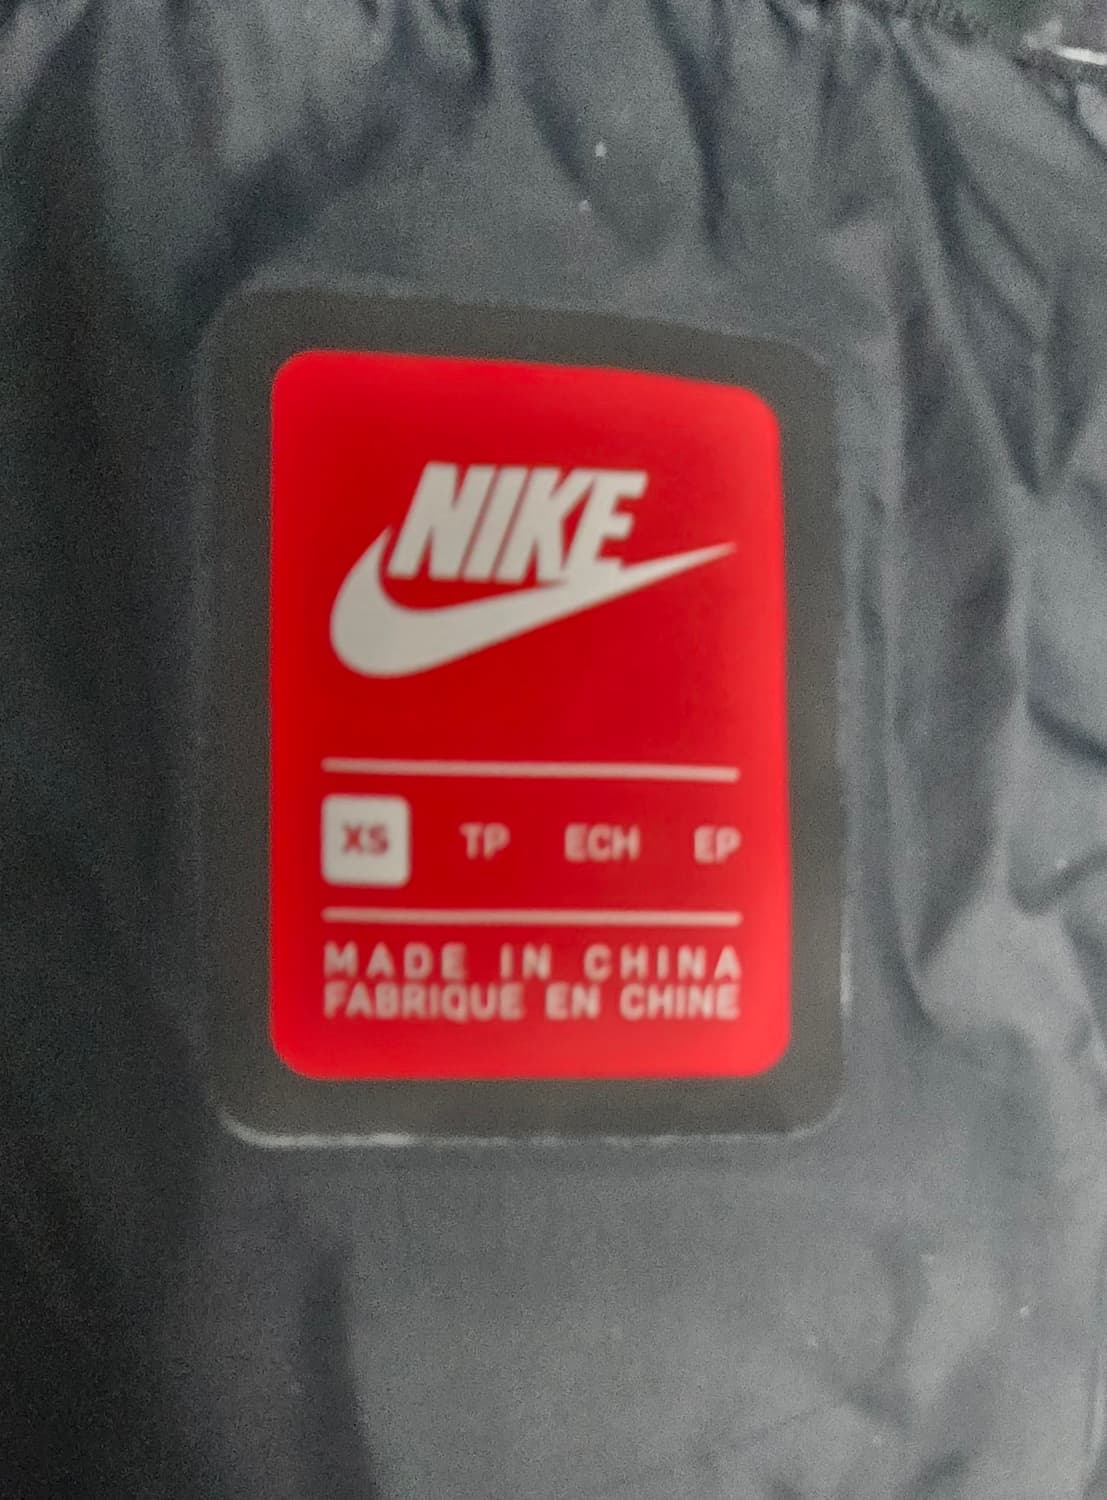 NIKE
XS TP ECH EP
MADE IN CHINA
FABRIQUE EN CHINE